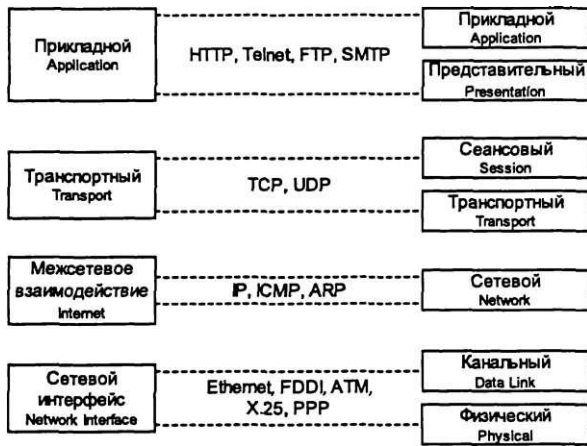 Прикладной
Application
HTTP, Telnet, FTP, SMTP
Прикладной
Application
Представительный
Presentation
Транспортный
Transport
TCP, UDP
Сеансовый
Session
Транспортный
Transport
Межсетевое
взаимодействие
Internet
IP, ICMP, ARP
Сетевой
Network
Сетевой
интерфейс
Network Interface
Ethernet, FDDI, ATM,
X.25, PPP
Канальный
Data Link
Физический
Physical